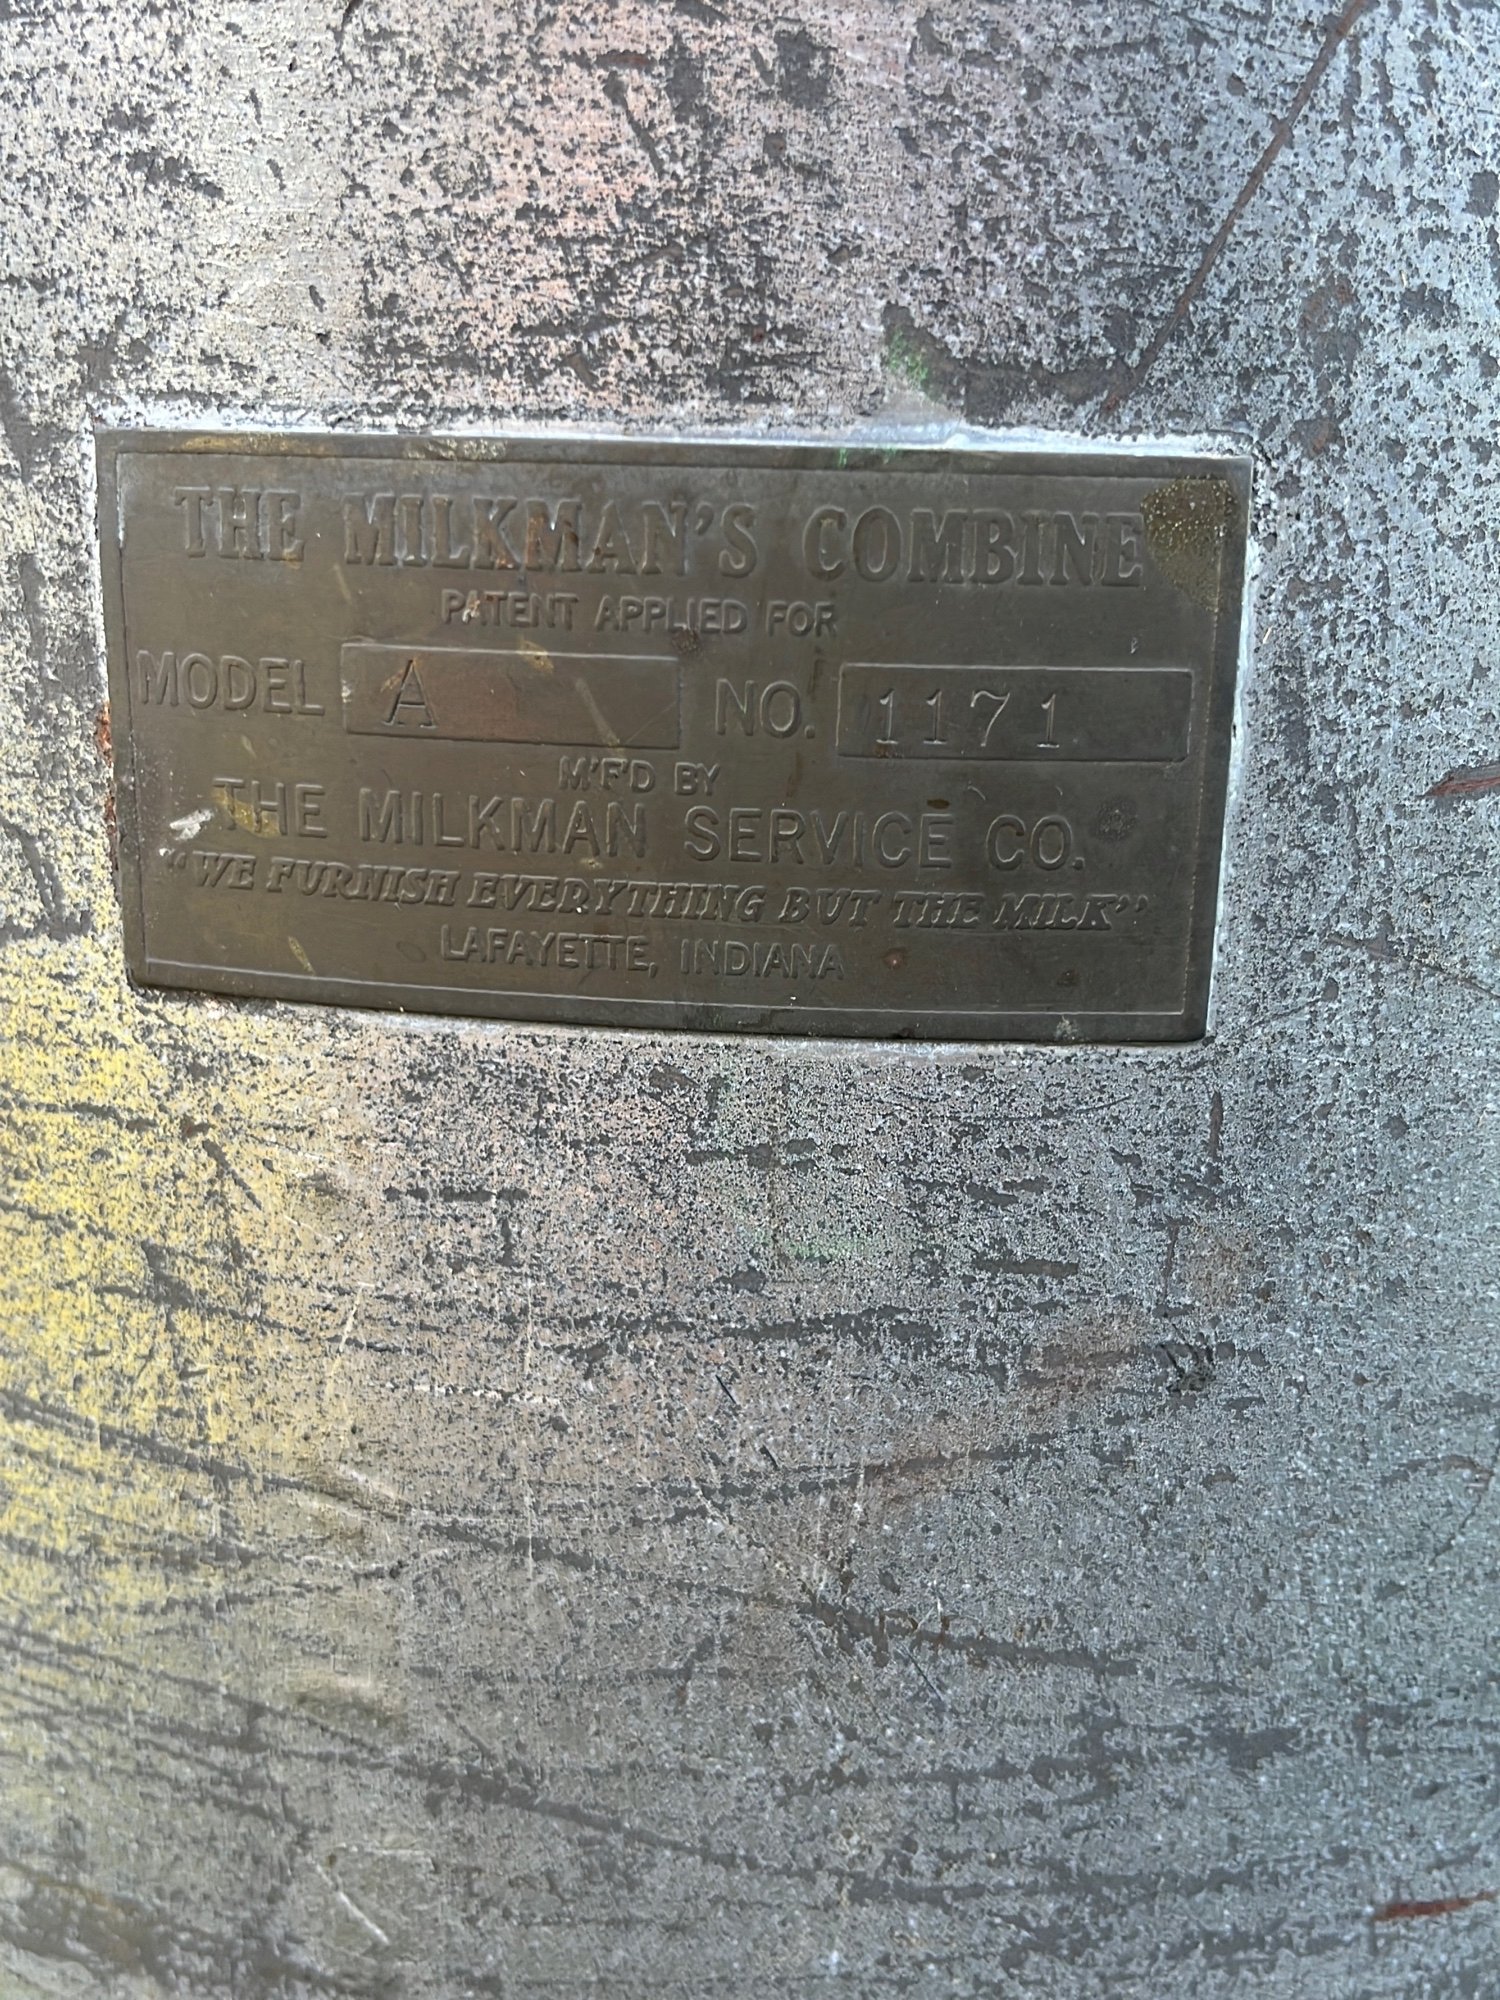 THE MILKMAN'S COMBINE
PATENT APPLIED FOR
MODEL A NO. 1171
M'F'D BY
THE MILKMAN SERVICE CO.
"WE FURNISH EVERYTHING BUT THE MILK"
LAFAYETTE, INDIANA